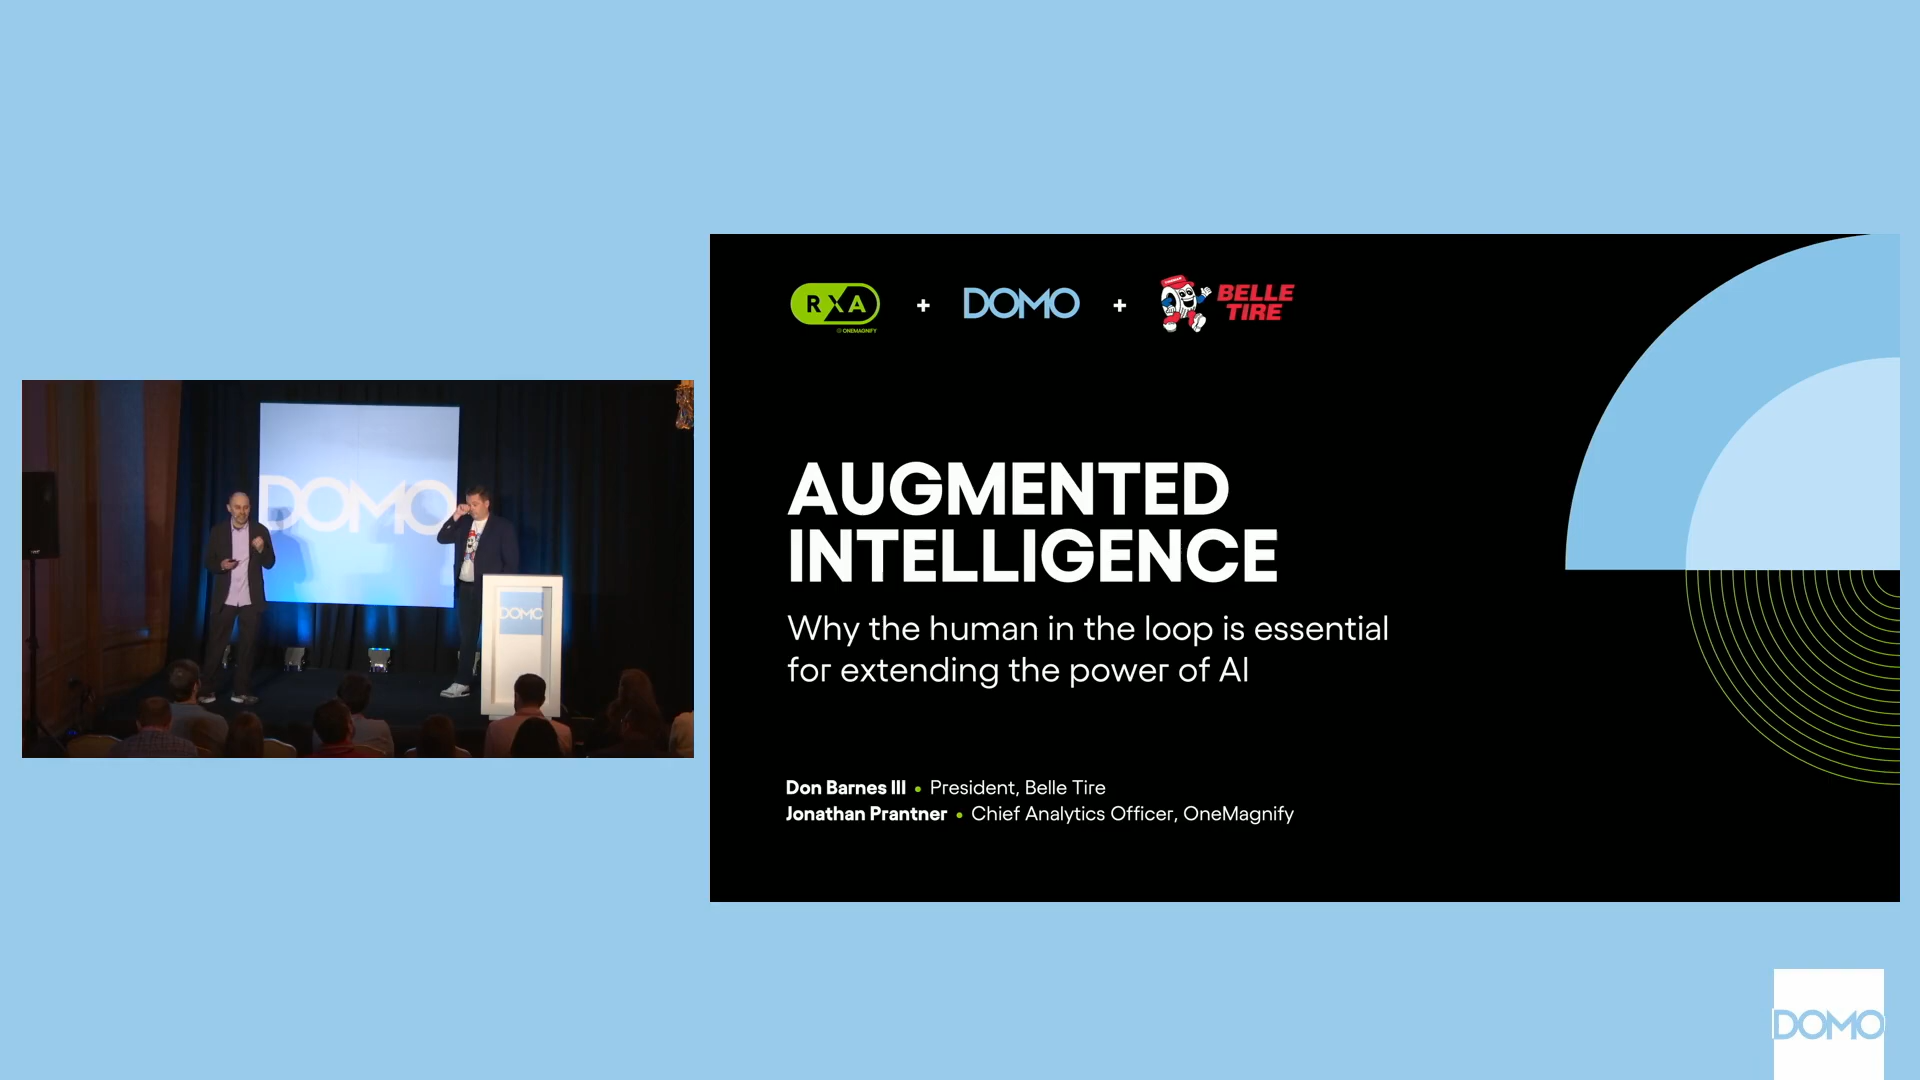 DOMO
DOMO
RXA
@ ONEMAGNIFY
+
DOMO
+
BELLE
TIRE
AUGMENTED
INTELLIGENCE
Why the human in the loop is essential
for extending the power of AI
Don Barnes III • President, Belle Tire
Jonathan Prantner • Chief Analytics Officer, OneMagnify
DOMO